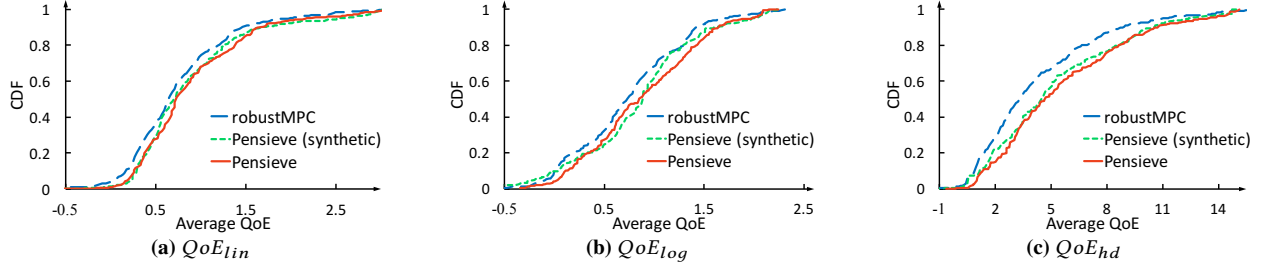 CDF
1
0.8
0.6
0.4
0.2
0
robustMPC
Pensieve (synthetic)
Pensieve
-0.5
0.5
1.5
2.5
Average QoE
(a) QoE_lin
CDF
1
0.8
0.6
0.4
0.2
0
robustMPC
Pensieve (synthetic)
Pensieve
-0.5
0.5
1.5
2.5
Average QoE
(b) QoE_log
CDF
1
0.8
0.6
0.4
0.2
0
robustMPC
Pensieve (synthetic)
Pensieve
-1
2
5
8
11
14
Average QoE
(c) QoE_hd